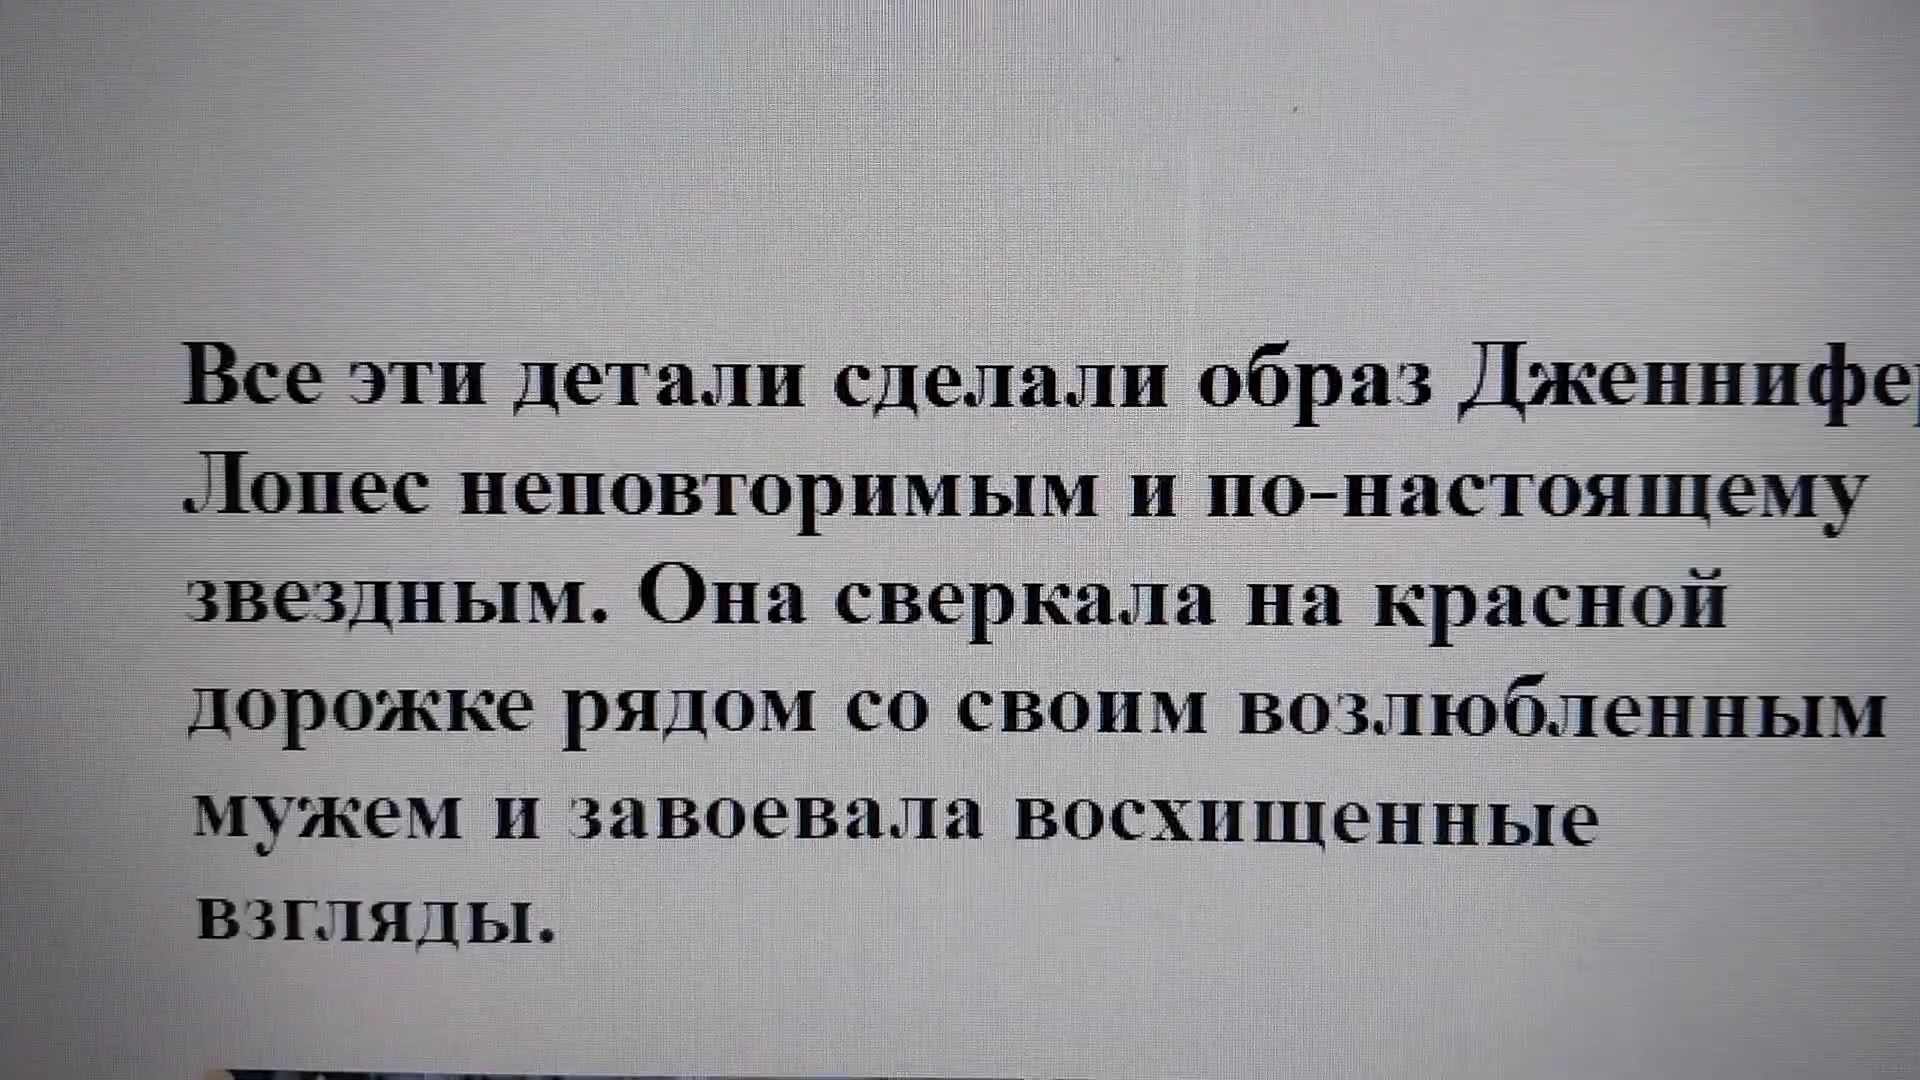 Все эти детали сделали образ Дженнифер
Лопес неповторимым и по-настоящему
звездным. Она сверкала на красной
дорожке рядом со своим возлюбленным
мужем и завоевала восхищенные
взгляды.